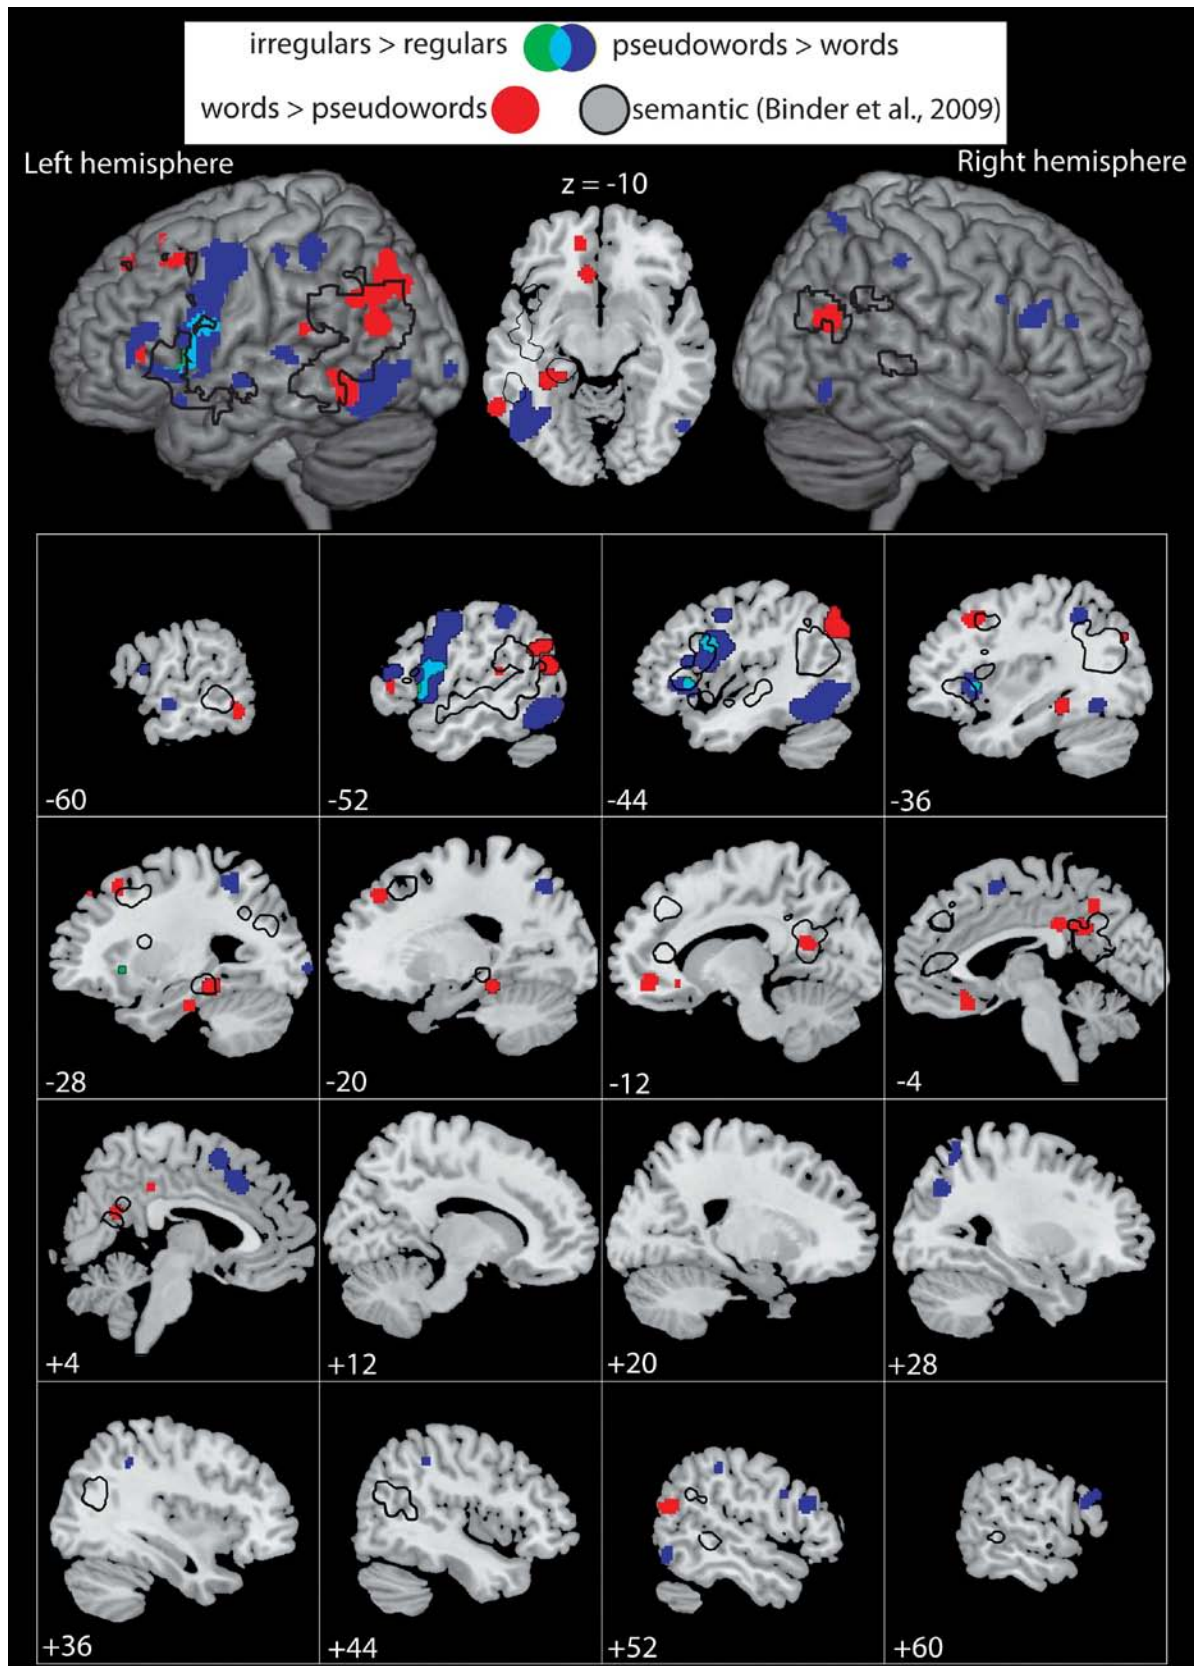 irregulars > regulars pseudowords > words
words > pseudowords semantic (Binder et al., 2009)
Left hemisphere
z = -10
Right hemisphere
-60 -52 -44 -36
-28 -20 -12 -4
+4 +12 +20 +28
+36 +44 +52 +60